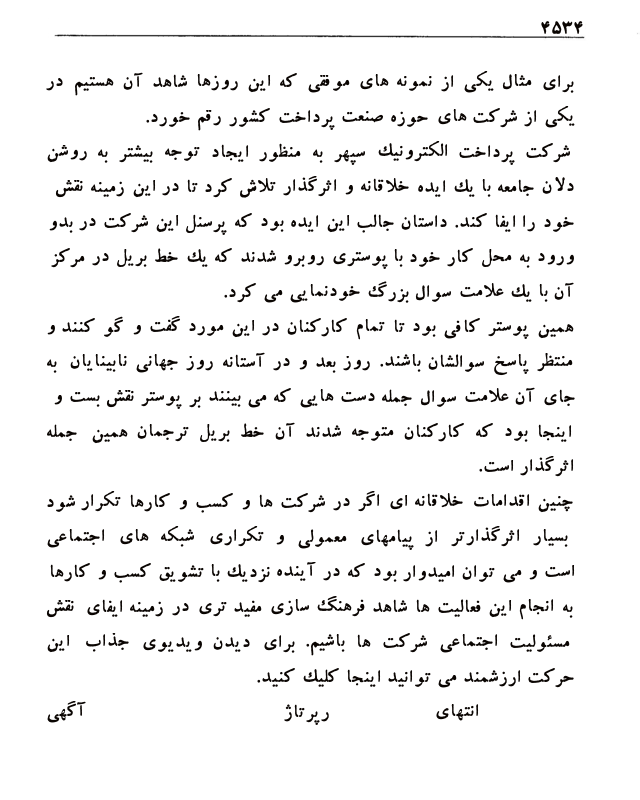 ۴۵۳۴
برای مثال یکی از نمونه های موفقی که این روزها شاهد آن هستیم در
یکی از شرکت های حوزه صنعت پرداخت کشور رقم خورد.
شرکت پرداخت الکترونیك سپهر به منظور ایجاد توجه بیشتر به روشن
دلان جامعه با یك ایده خلاقانه و اثرگذار تلاش کرد تا در این زمینه نقش
خود را ایفا کند. داستان جالب این ایده بود که پرسنل این شرکت در بدو
ورود به محل کار خود با پوستری روبرو شدند که یك خط بریل در مرکز
آن با یك علامت سوال بزرگ خودنمایی می کرد.
همین پوستر کافی بود تا تمام کارکنان در این مورد گفت و گو کنند و
منتظر پاسخ سوالشان باشند. روز بعد و در آستانه روز جهانی نابینایان به
جای آن علامت سوال جمله دست هایی که می بینند بر پوستر نقش بست و
اینجا بود که کارکنان متوجه شدند آن خط بریل ترجمان همین جمله
اثرگذار است.
چنین اقدامات خلاقانه ای اگر در شرکت ها و کسب و کارها تکرار شود
بسیار اثرگذارتر از پیامهای معمولی و تکراری شبکه های اجتماعی
است و می توان امیدوار بود که در آینده نزدیك با تشویق کسب و کارها
به انجام این فعالیت ها شاهد فرهنگ سازی مفید تری در زمینه ایفای نقش
مسئولیت اجتماعی شرکت ها باشیم. برای دیدن ویدیوی جذاب این
حرکت ارزشمند می توانید اینجا کلیك کنید.
انتهای رپرتاژ آگهی